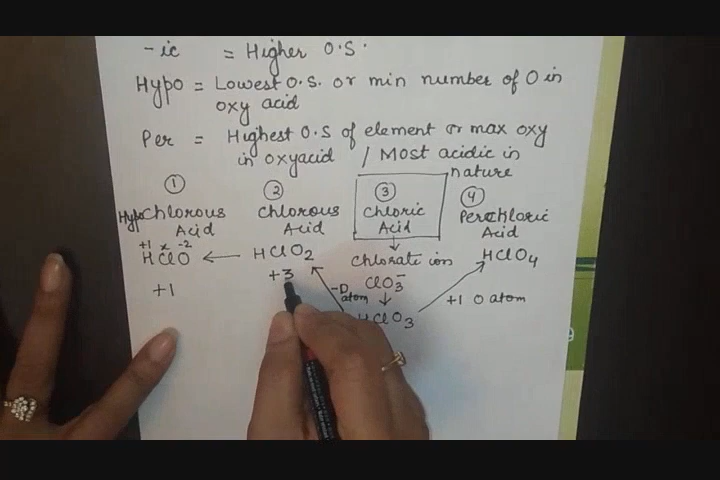 -ic = Higher O.S.
Hypo = Lowest O.S. or min number of O in
oxy acid
Per = Highest O.S of element or max oxy
in oxyacid / Most acidic in
nature
① ② ③ ④
HypoChlorous Chlorous Chloric Perchloric
Acid Acid Acid Acid
+1 x -2
HClO ← HClO2 Chlorate ion HClO4
+1 +3 ClO3-
-O atom +1 O atom
HClO3